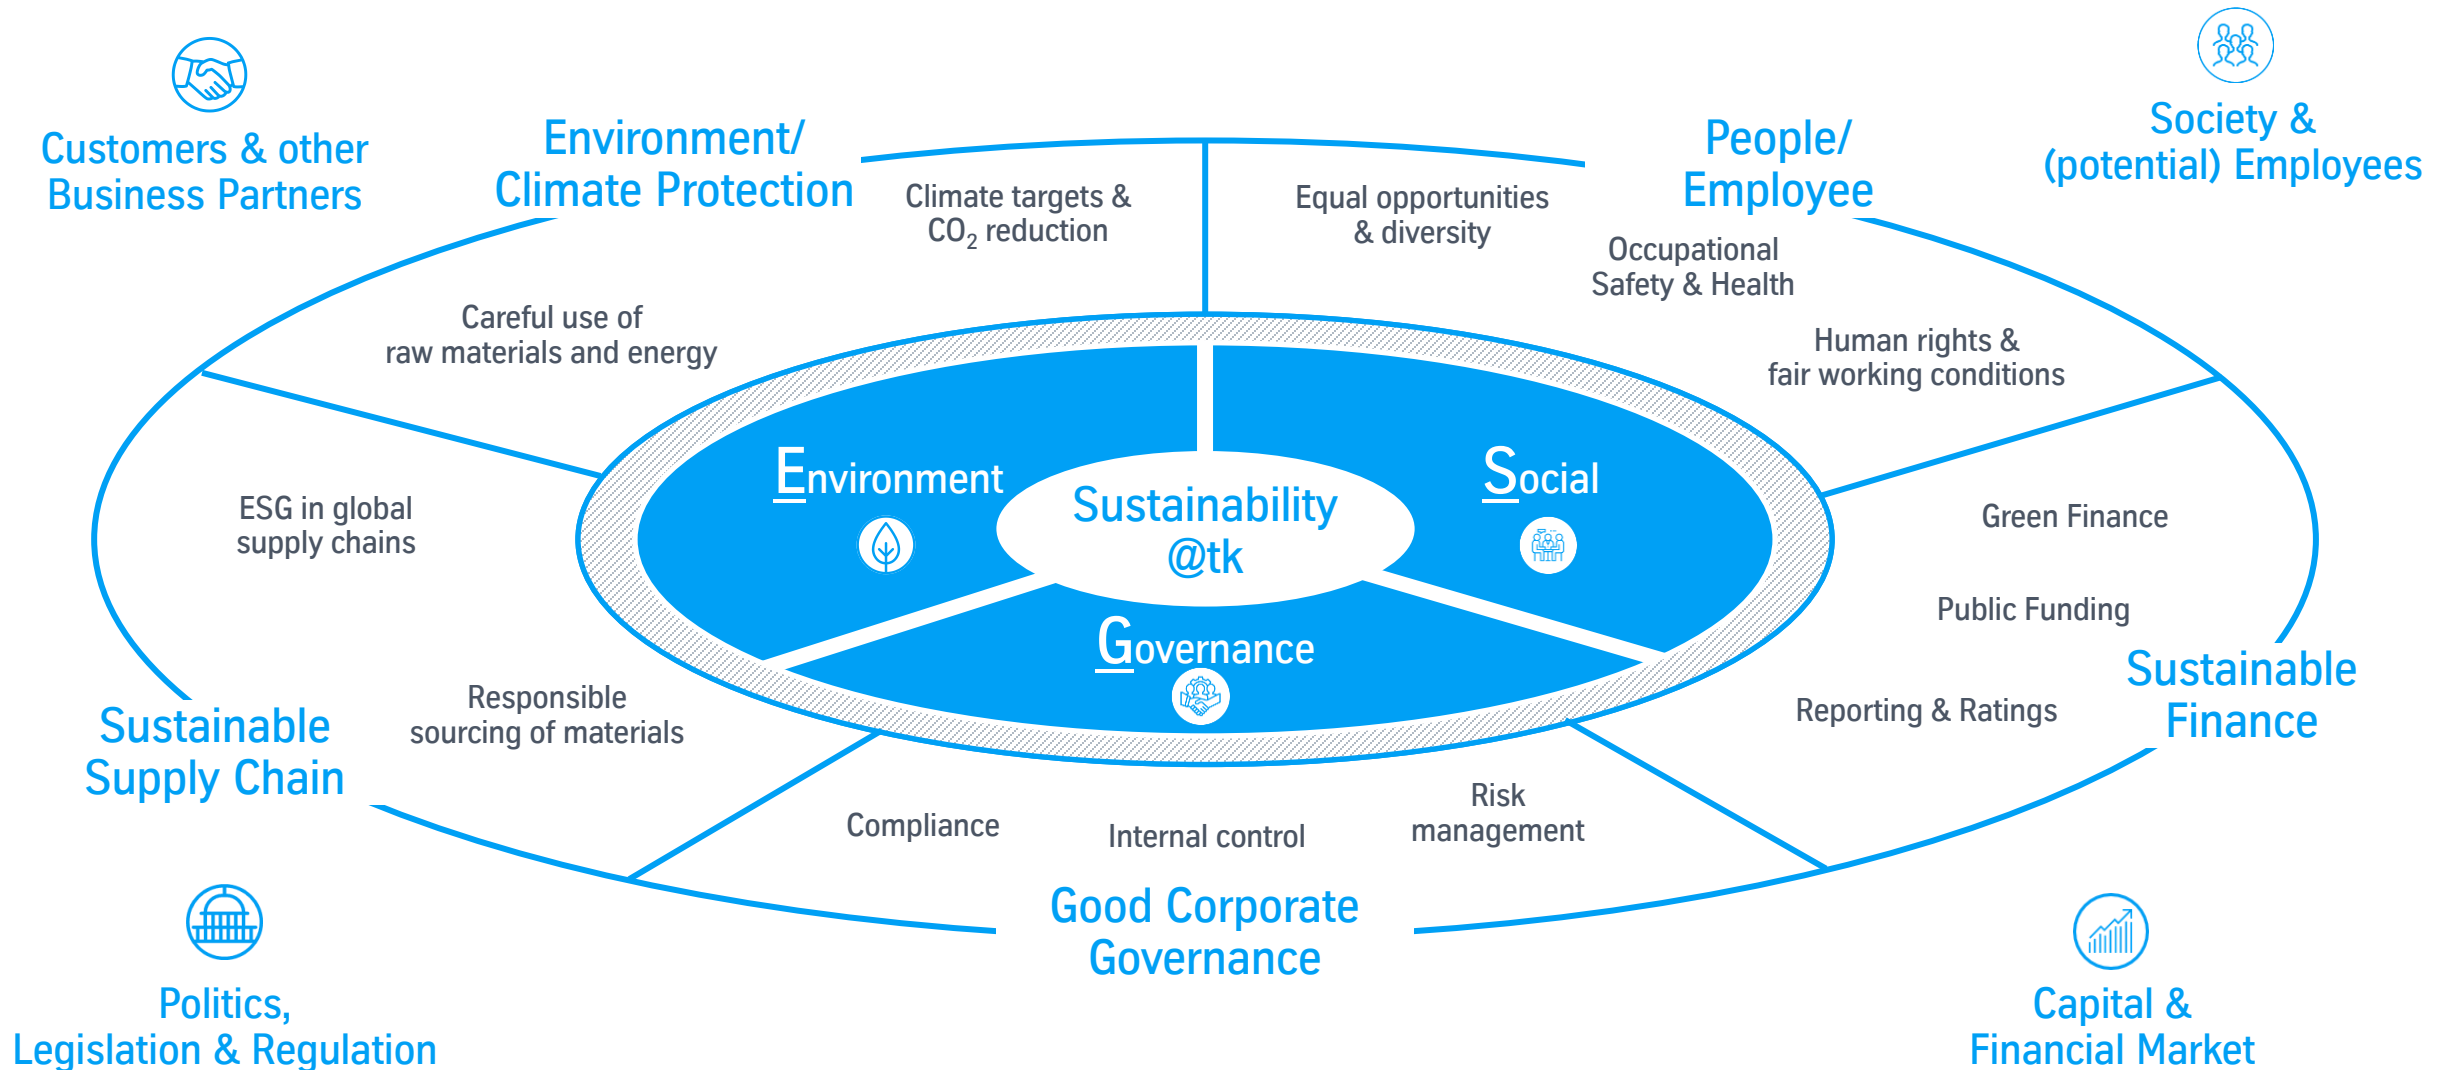 Customers & other
Business Partners
Society &
(potential) Employees
Environment/
Climate Protection
People/
Employee
Climate targets &
CO₂ reduction
Equal opportunities
& diversity
Occupational
Safety & Health
Careful use of
raw materials and energy
Human rights &
fair working conditions
Environment
Social
Sustainability
@tk
ESG in global
supply chains
Green Finance
Public Funding
Governance
Responsible
sourcing of materials
Reporting & Ratings
Sustainable
Supply Chain
Sustainable
Finance
Compliance
Internal control
Risk
management
Good Corporate
Governance
Politics,
Legislation & Regulation
Capital &
Financial Market